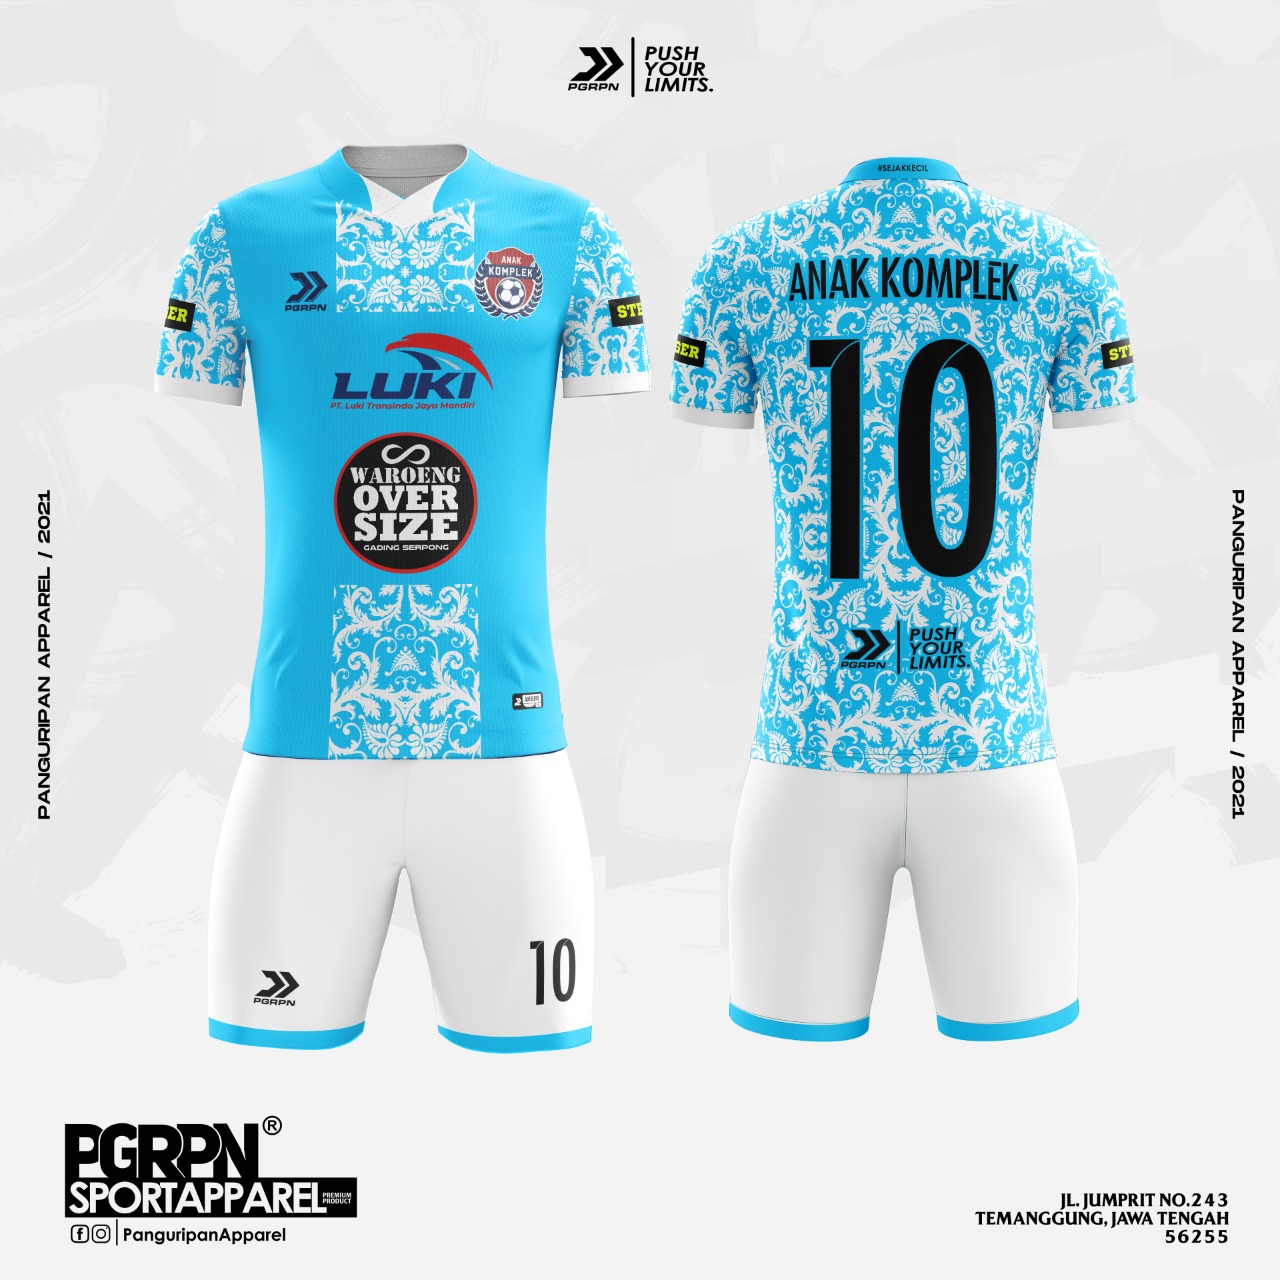 PGRPN
PUSH
YOUR
LIMITS.
#SEJAKKECIL
PGRPN
ANAK
KOMPLEK
ANAK KOMPLEK
10
LUKI
PT. Luki Transindo Jaya Mandiri
WAROENG
OVER
SIZE
GADING SERPONG
PGRPN
PUSH
YOUR
LIMITS.
PANGURIPAN APPAREL / 2021
PANGURIPAN APPAREL / 2021
PGRPN
10
PGRPN®
SPORTAPPAREL
PREMIUM
PRODUCT
PanguripanApparel
JL. JUMPRIT NO.243
TEMANGGUNG, JAWA TENGAH
56255